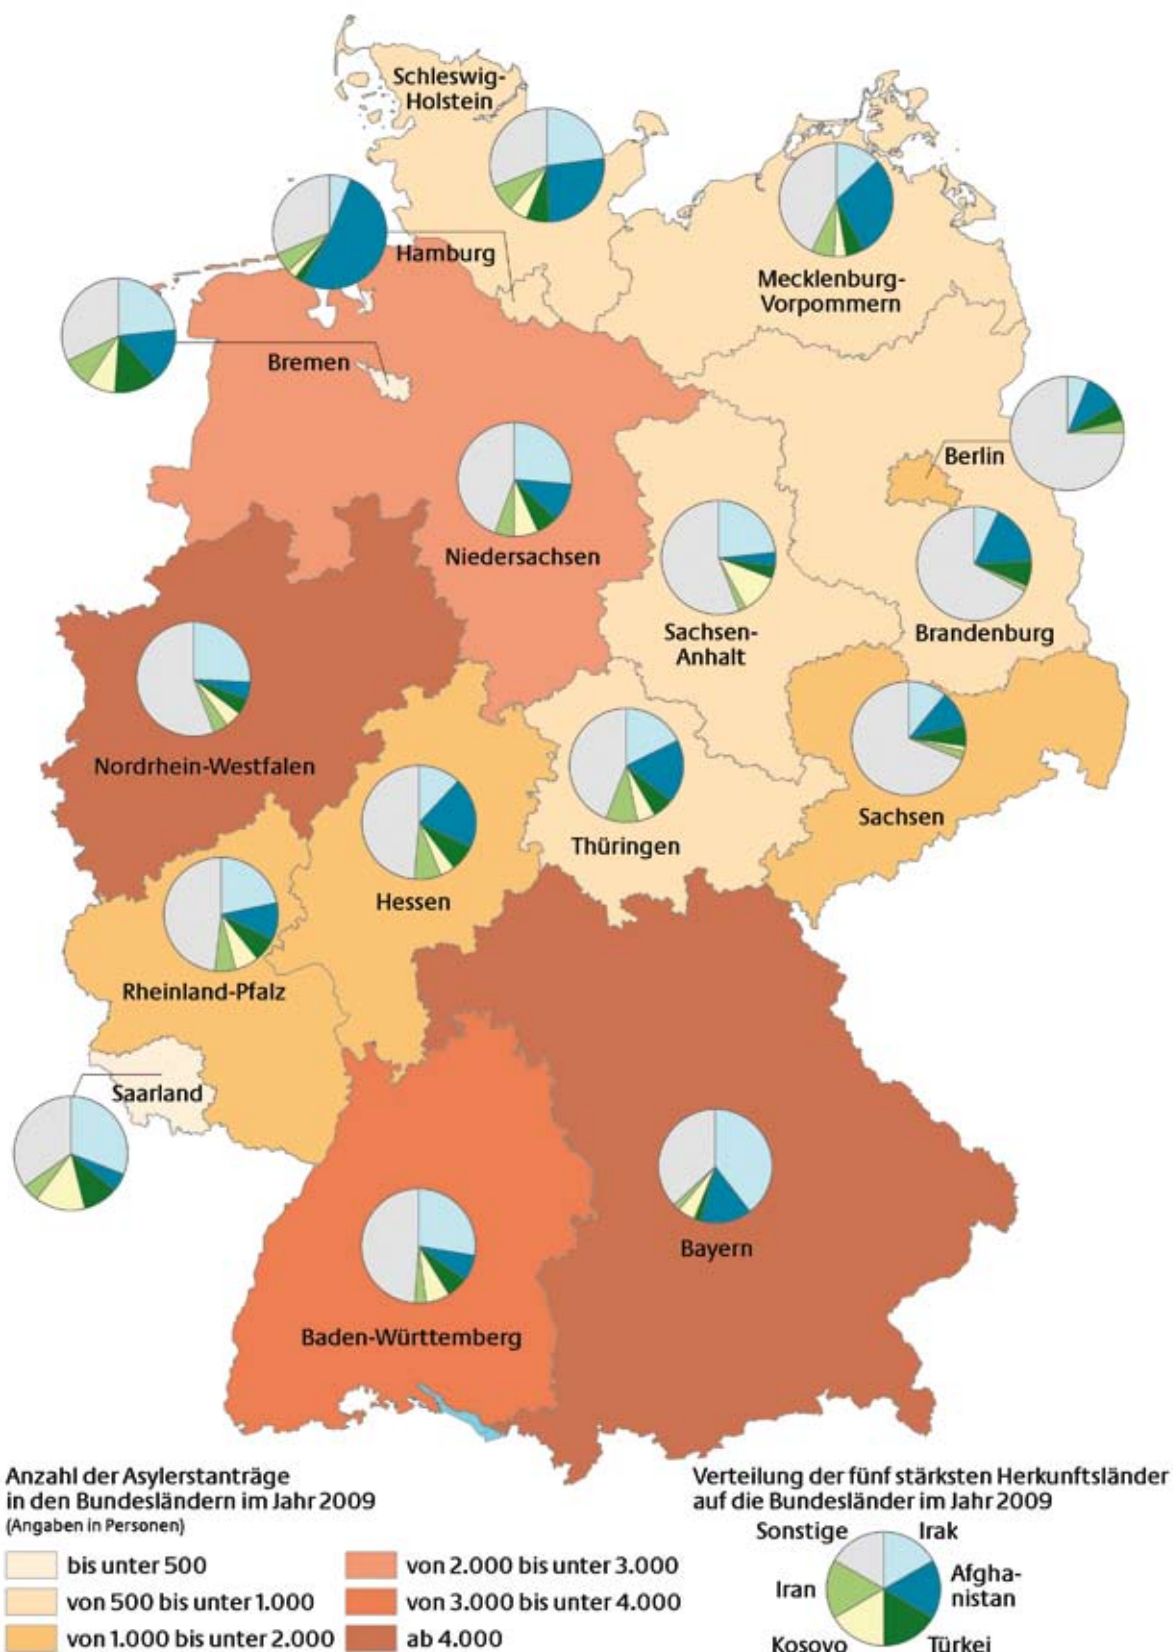 Schleswig-
Holstein
Hamburg
Mecklenburg-
Vorpommern
Bremen
Berlin
Niedersachsen
Sachsen-
Anhalt
Brandenburg
Nordrhein-Westfalen
Thüringen
Sachsen
Hessen
Rheinland-Pfalz
Saarland
Bayern
Baden-Württemberg
Anzahl der Asylerstanträge
in den Bundesländern im Jahr 2009
(Angaben in Personen)
bis unter 500
von 500 bis unter 1.000
von 1.000 bis unter 2.000
von 2.000 bis unter 3.000
von 3.000 bis unter 4.000
ab 4.000
Verteilung der fünf stärksten Herkunftsländer
auf die Bundesländer im Jahr 2009
Sonstige
Irak
Iran
Afgha-
nistan
Kosovo
Türkei